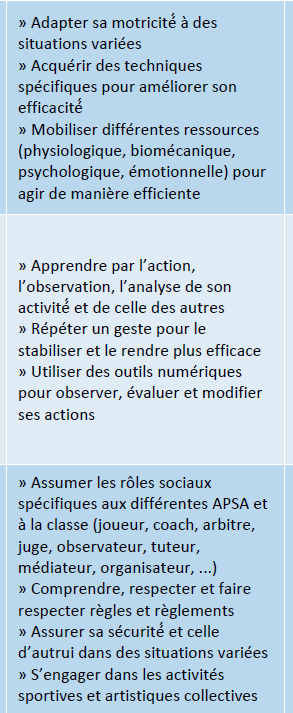 » Adapter sa motricité́ à des
situations variées
» Acquérir des techniques
spécifiques pour améliorer son
efficacité́
» Mobiliser différentes ressources
(physiologique, biomécanique,
psychologique, émotionnelle) pour
agir de manière efficiente
» Apprendre par l’action,
l’observation, l’analyse de son
activité́ et de celle des autres
» Répéter un geste pour le
stabiliser et le rendre plus efficace
» Utiliser des outils numériques
pour observer, évaluer et modifier
ses actions
» Assumer les rôles sociaux
spécifiques aux différentes APSA et
à la classe (joueur, coach, arbitre,
juge, observateur, tuteur,
médiateur, organisateur, ...)
» Comprendre, respecter et faire
respecter règles et règlements
» Assurer sa sécurité́ et celle
d’autrui dans des situations variées
» S’engager dans les activités
sportives et artistiques collectives